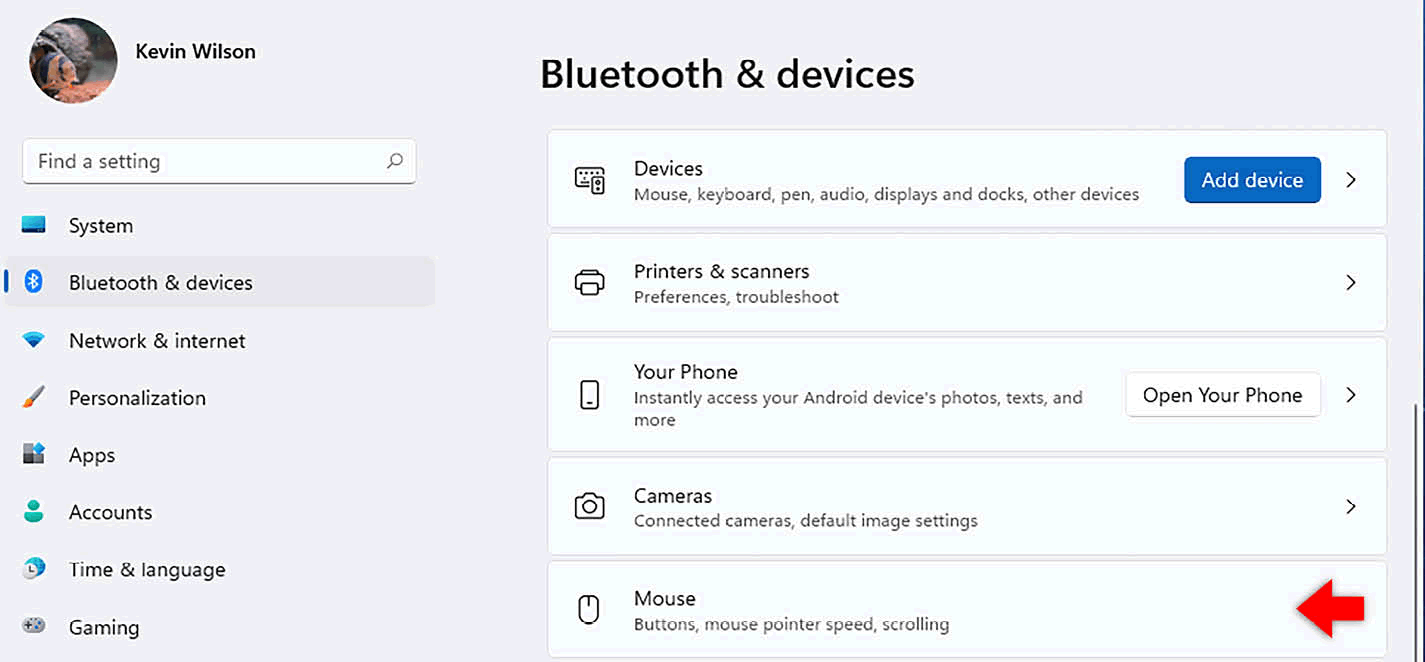 Kevin Wilson
Find a setting
System
Bluetooth & devices
Network & internet
Personalization
Apps
Accounts
Time & language
Gaming
Bluetooth & devices
Devices
Mouse, keyboard, pen, audio, displays and docks, other devices
Add device
Printers & scanners
Preferences, troubleshoot
Your Phone
Instantly access your Android device's photos, texts, and
more
Open Your Phone
Cameras
Connected cameras, default image settings
Mouse
Buttons, mouse pointer speed, scrolling